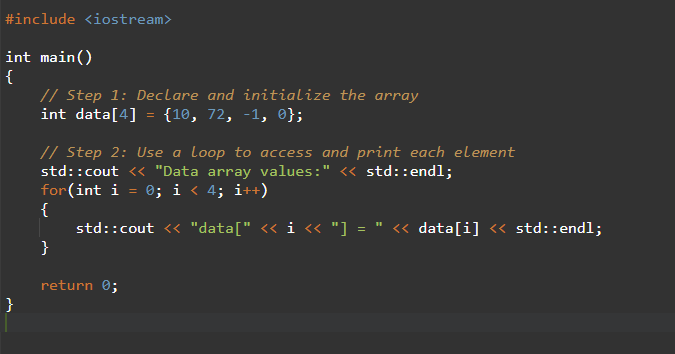 #include <iostream>
int main()
{
// Step 1: Declare and initialize the array
int data[4] = {10, 72, -1, 0};
// Step 2: Use a loop to access and print each element
std::cout << "Data array values:" << std::endl;
for(int i = 0; i < 4; i++)
{
std::cout << "data[" << i << "] = " << data[i] << std::endl;
}
return 0;
}